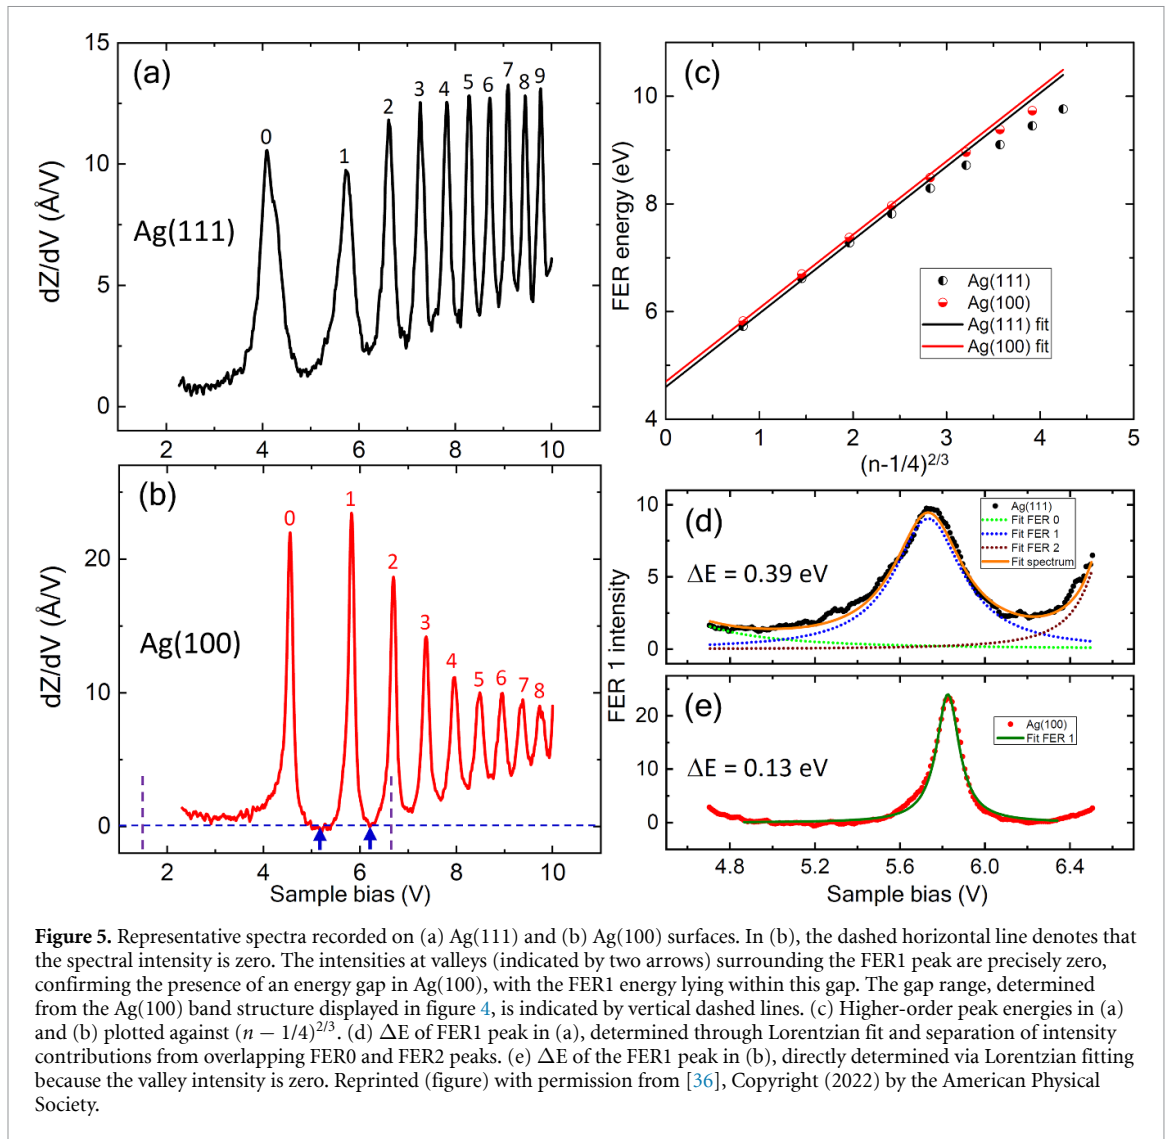 (a)
15
10
5
0
dZ/dV (Å/V)
Ag(111)
0
1
2
3
4
5
6
7
8
9
2
4
6
8
10
(b)
20
10
0
dZ/dV (Å/V)
Ag(100)
0
1
2
3
4
5
6
7
8
2
4
6
8
10
Sample bias (V)
(c)
10
8
6
4
FER energy (eV)
Ag(111)
Ag(100)
Ag(111) fit
Ag(100) fit
0
1
2
3
4
5
(n-1/4)2/3
(d)
10
5
0
ΔE = 0.39 eV
Ag(111)
Fit FER 0
Fit FER 1
Fit FER 2
Fit spectrum
FER 1 intensity
(e)
20
10
0
ΔE = 0.13 eV
Ag(100)
Fit FER 1
4.8
5.2
5.6
6.0
6.4
Sample bias (V)
Figure 5. Representative spectra recorded on (a) Ag(111) and (b) Ag(100) surfaces. In (b), the dashed horizontal line denotes that
the spectral intensity is zero. The intensities at valleys (indicated by two arrows) surrounding the FER1 peak are precisely zero,
confirming the presence of an energy gap in Ag(100), with the FER1 energy lying within this gap. The gap range, determined
from the Ag(100) band structure displayed in figure 4, is indicated by vertical dashed lines. (c) Higher-order peak energies in (a)
and (b) plotted against (n − 1/4)2/3. (d) ΔE of FER1 peak in (a), determined through Lorentzian fit and separation of intensity
contributions from overlapping FER0 and FER2 peaks. (e) ΔE of the FER1 peak in (b), directly determined via Lorentzian fitting
because the valley intensity is zero. Reprinted (figure) with permission from [36], Copyright (2022) by the American Physical
Society.